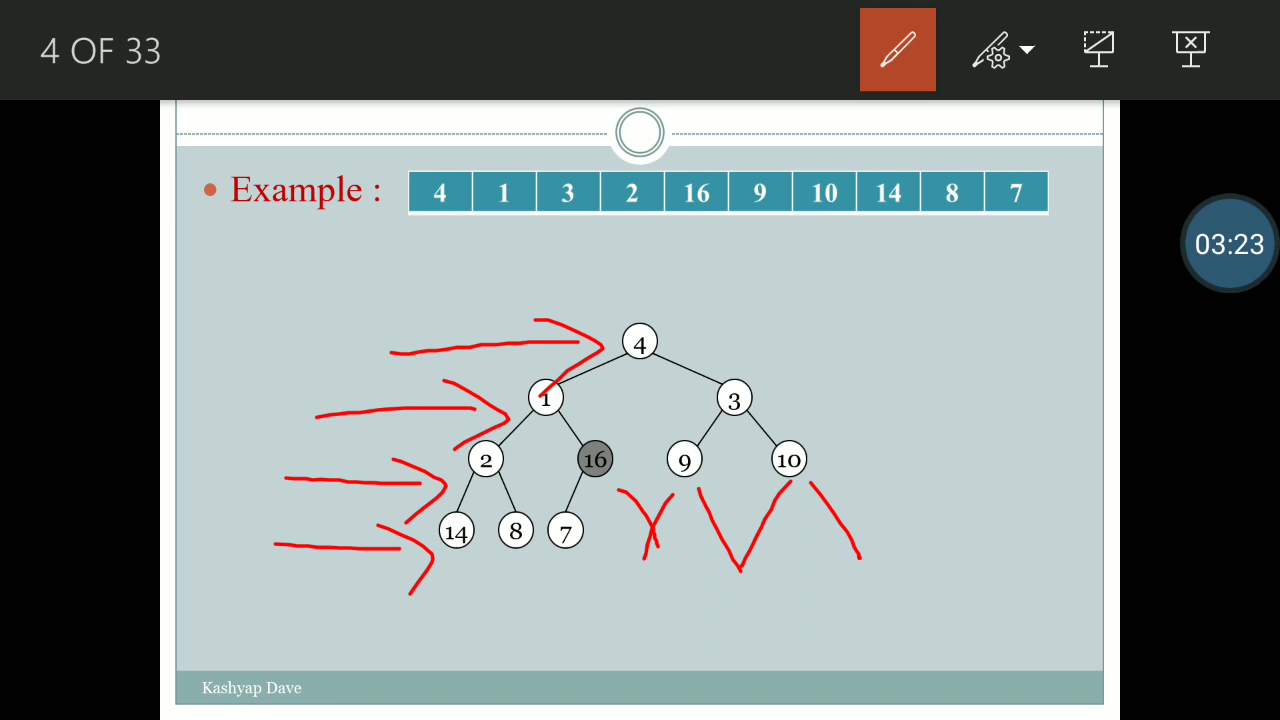 4 OF 33
03:23
Example :
4 1 3 2 16 9 10 14 8 7
4
1 3
2 16 9 10
14 8 7
Kashyap Dave